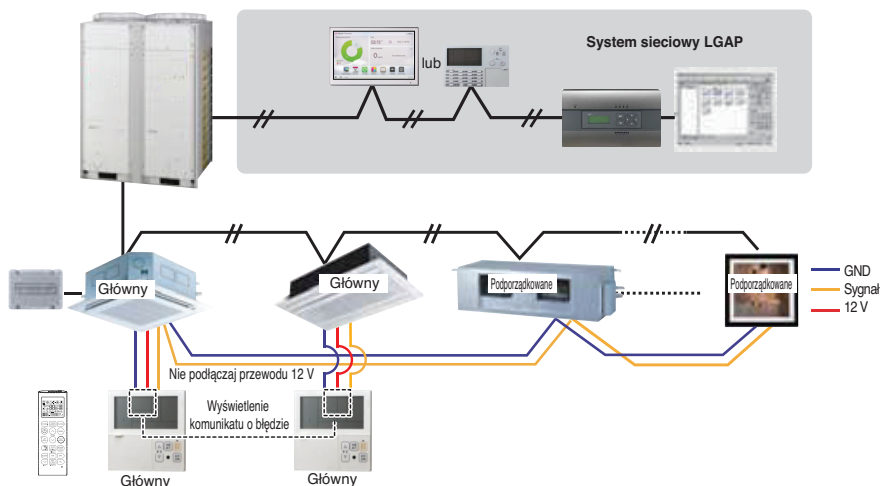 System sieciowy LGAP
lub
Główny
Główny
Podporządkowane
Podporządkowane
GND
Sygnał
12 V
Nie podłączaj przewodu 12 V
Wyświetlenie
komunikatu o błędzie
Główny
Główny